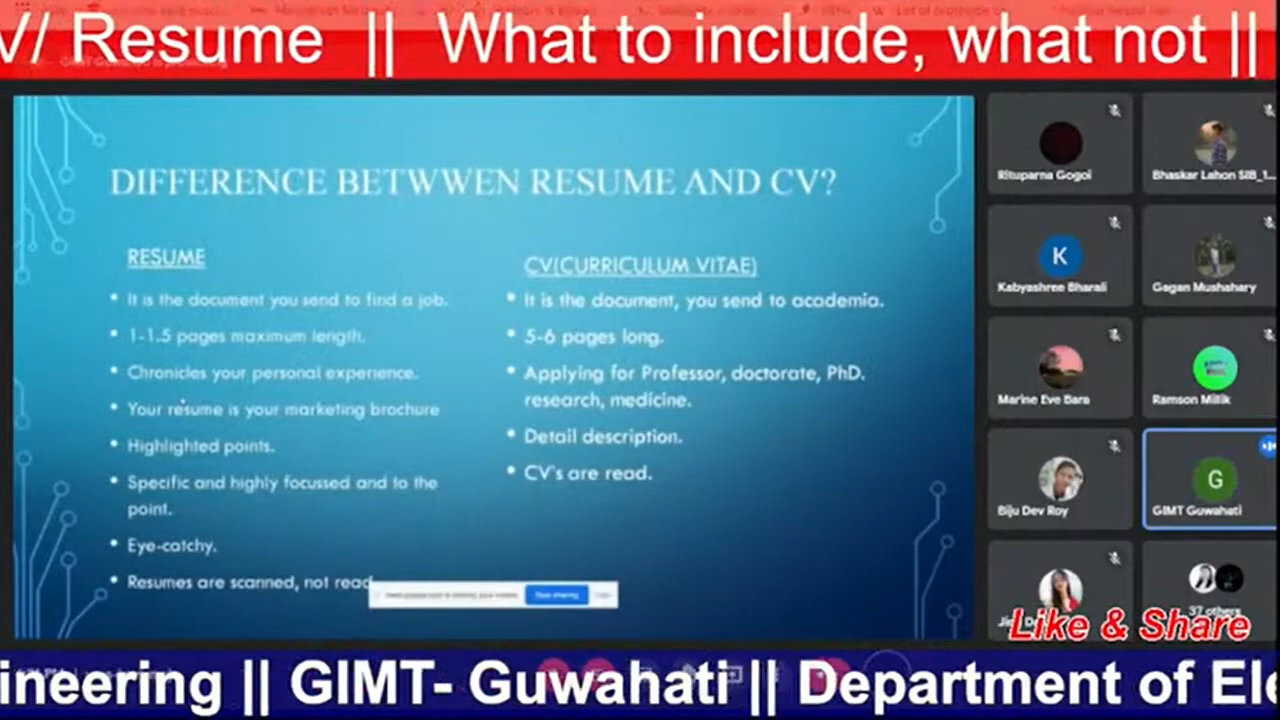 V// Resume || What to include, what not ||
DIFFERENCE BETWWEN RESUME AND CV?
RESUME
• It is the document you send to find a job.
• 1-1.5 pages maximum length.
• Chronicles your personal experience.
• Your resume is your marketing brochure
• Highlighted points.
• Specific and highly focussed and to the
point.
• Eye-catchy.
• Resumes are scanned, not read
CV(CURRICULUM VITAE)
• It is the document, you send to academia.
• 5-6 pages long.
• Applying for Professor, doctorate, PhD.
research, medicine.
• Detail description.
• CV's are read.
Stop sharing
Rituparna Gogoi
Bhaskar Lahon SIB_1...
K
Kabyashree Bharali
Gagan Mushahary
Marine Eve Bara
Ramson Millik
Biju Dev Roy
G
GIMT Guwahati
37 others
Like & Share
ineering || GIMT- Guwahati || Department of Ele